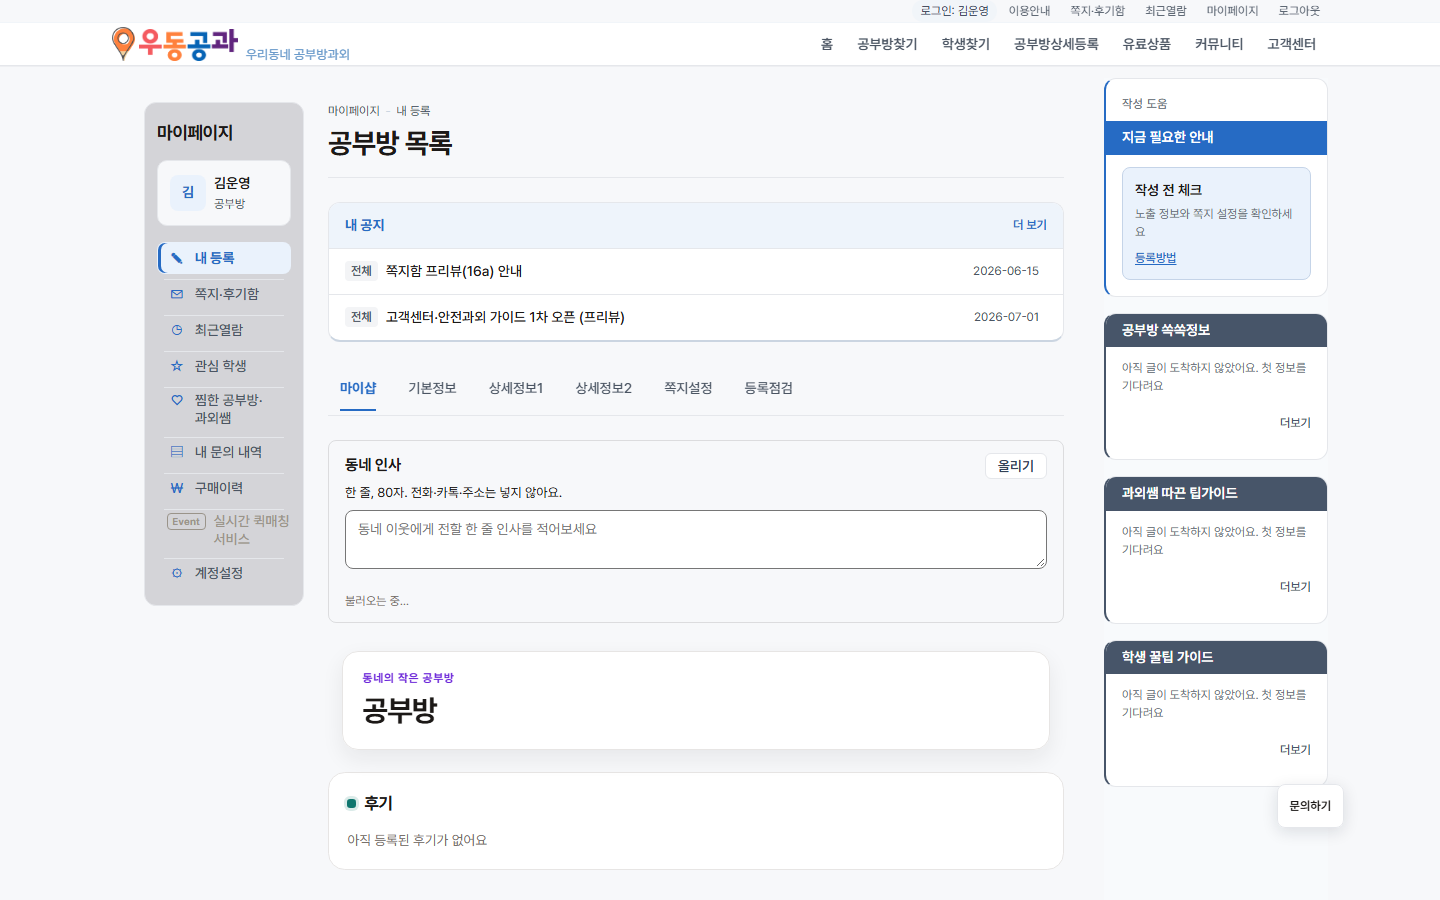 로그인: 김운영
이용안내
쪽지·후기함
최근열람
마이페이지
로그아웃
우동공과 우리동네 공부방과외
홈
공부방찾기
학생찾기
공부방상세등록
유료상품
커뮤니티
고객센터
마이페이지
김
김운영
공부방
내 등록
쪽지·후기함
최근열람
관심 학생
찜한 공부방·
과외쌤
내 문의 내역
구매이력
Event 실시간 퀵매칭
서비스
계정설정
마이페이지 - 내 등록
공부방 목록
내 공지
더 보기
전체 쪽지함 프리뷰(16a) 안내 2026-06-15
전체 고객센터·안전과외 가이드 1차 오픈 (프리뷰) 2026-07-01
마이샵
기본정보
상세정보1
상세정보2
쪽지설정
등록점검
동네 인사
올리기
한 줄, 80자. 전화·카톡·주소는 넣지 않아요.
동네 이웃에게 전할 한 줄 인사를 적어보세요
불러오는 중...
동네의 작은 공부방
공부방
후기
아직 등록된 후기가 없어요
작성 도움
지금 필요한 안내
작성 전 체크
노출 정보와 쪽지 설정을 확인하세
요
등록방법
공부방 쏙쏙정보
아직 글이 도착하지 않았어요. 첫 정보를
기다려요
더보기
과외쌤 따끈 팁가이드
아직 글이 도착하지 않았어요. 첫 정보를
기다려요
더보기
학생 꿀팁 가이드
아직 글이 도착하지 않았어요. 첫 정보를
기다려요
더보기
문의하기